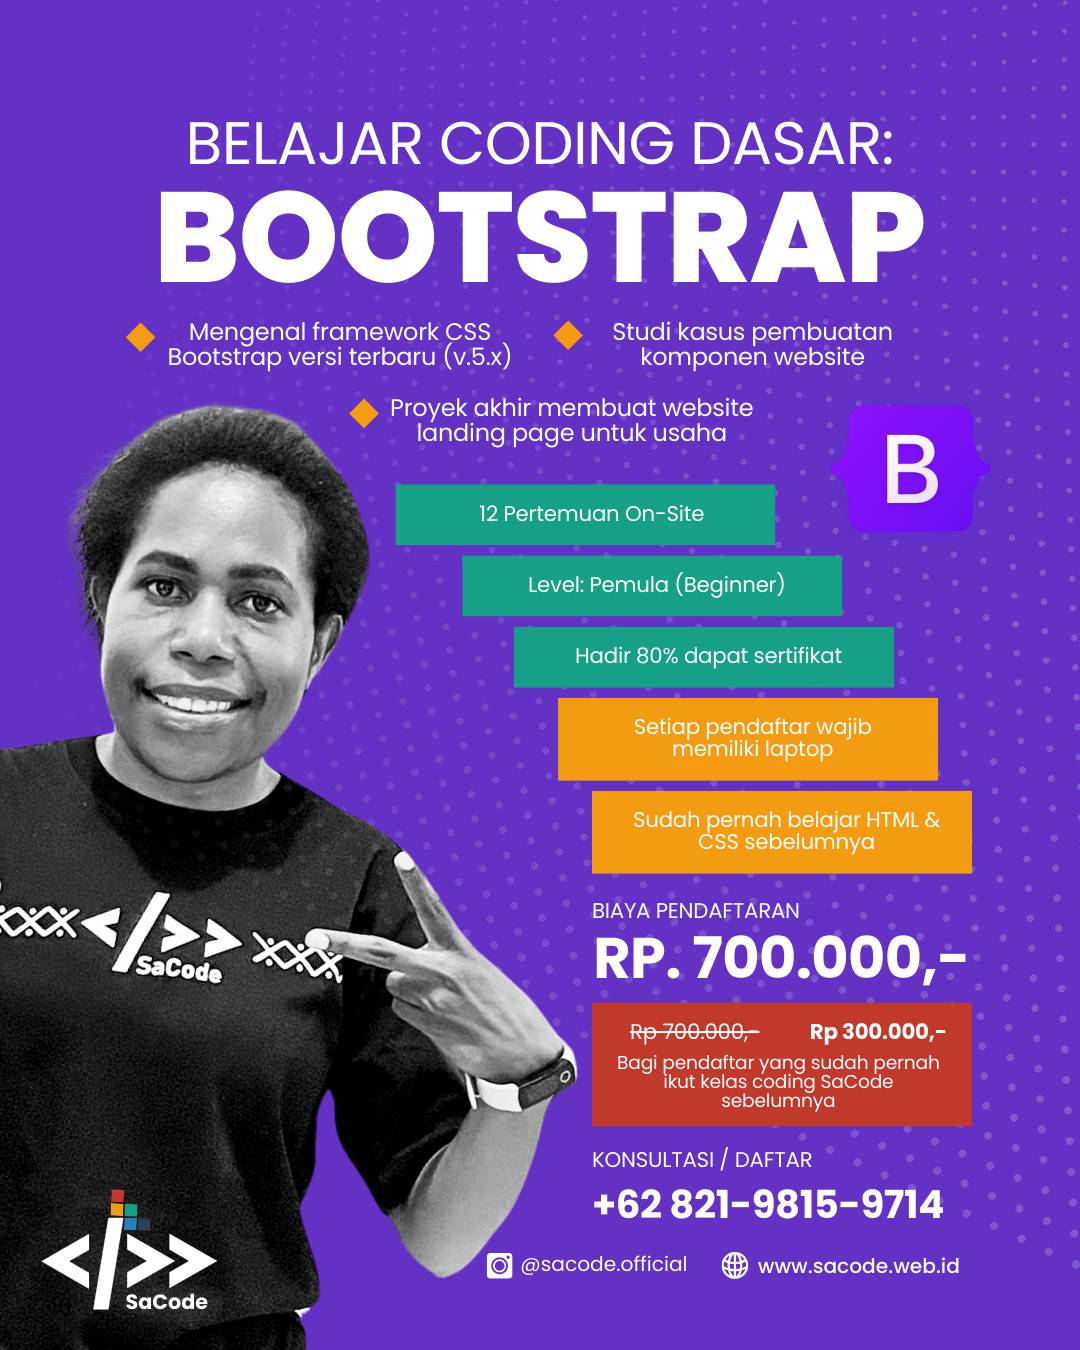 BELAJAR CODING DASAR:
BOOTSTRAP
Mengenal framework CSS
Bootstrap versi terbaru (v.5.x)
Studi kasus pembuatan
komponen website
Proyek akhir membuat website
landing page untuk usaha
B
12 Pertemuan On-Site
Level: Pemula (Beginner)
Hadir 80% dapat sertifikat
Setiap pendaftar wajib
memiliki laptop
Sudah pernah belajar HTML &
CSS sebelumnya
BIAYA PENDAFTARAN
RP. 700.000,-
Rp 700.000,- Rp 300.000,-
Bagi pendaftar yang sudah pernah
ikut kelas coding SaCode
sebelumnya
KONSULTASI / DAFTAR
+62 821-9815-9714
@sacode.official
www.sacode.web.id
</>>
SaCode
</>>
SaCode